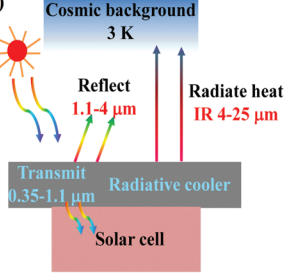 )
Cosmic background
3 K
Reflect
1.1-4 μm
Radiate heat
IR 4-25 μm
Transmit
0.35-1.1 μm
Radiative cooler
Solar cell